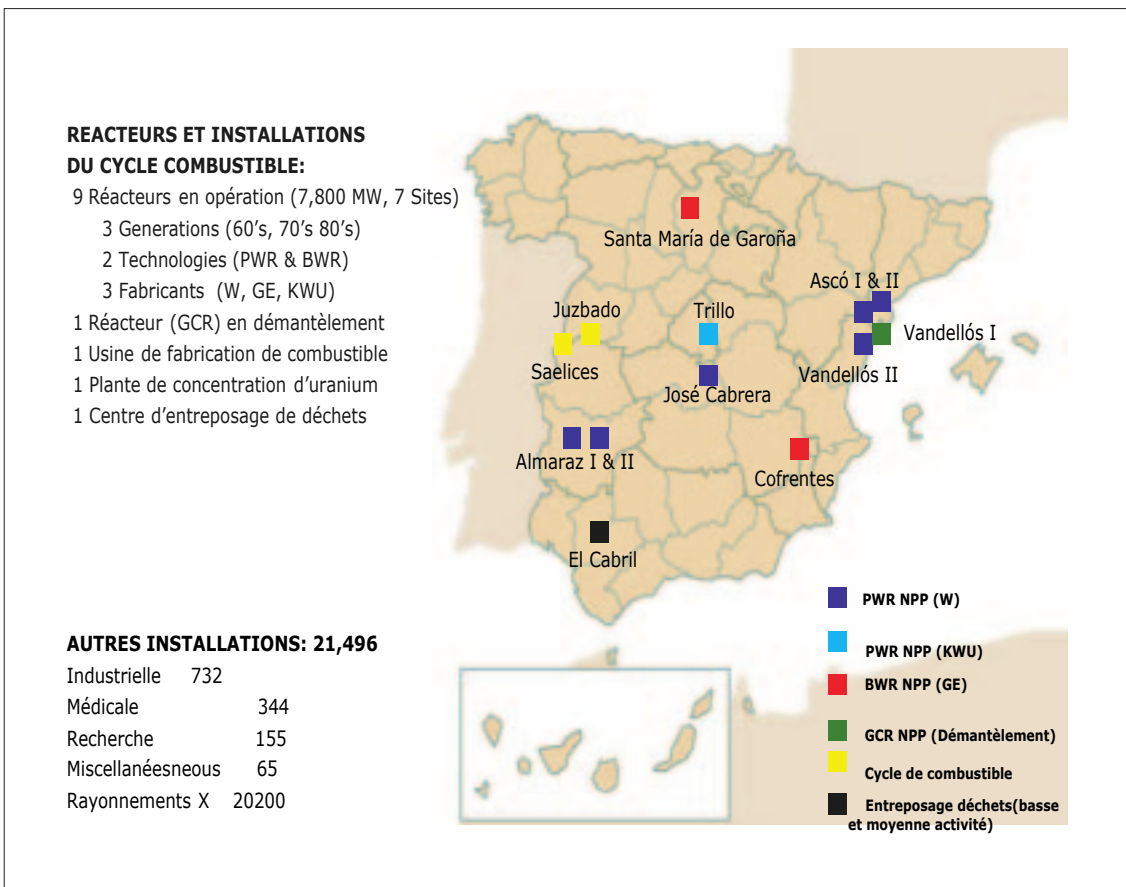 REACTEURS ET INSTALLATIONS
DU CYCLE COMBUSTIBLE:
9 Réacteurs en opération (7,800 MW, 7 Sites)
3 Generations (60’s, 70’s 80’s)
2 Technologies (PWR & BWR)
3 Fabricants (W, GE, KWU)
1 Réacteur (GCR) en démantèlement
1 Usine de fabrication de combustible
1 Plante de concentration d’uranium
1 Centre d’entreposage de déchets
AUTRES INSTALLATIONS: 21,496
Industrielle 732
Médicale 344
Recherche 155
Miscellanéesneous 65
Rayonnements X 20200
Santa María de Garoña
Ascó I & II
Juzbado
Trillo
Vandellós I
Saelices
Vandellós II
José Cabrera
Almaraz I & II
Cofrentes
El Cabril
PWR NPP (W)
PWR NPP (KWU)
BWR NPP (GE)
GCR NPP (Démantèlement)
Cycle de combustible
Entreposage déchets(basse
et moyenne activité)